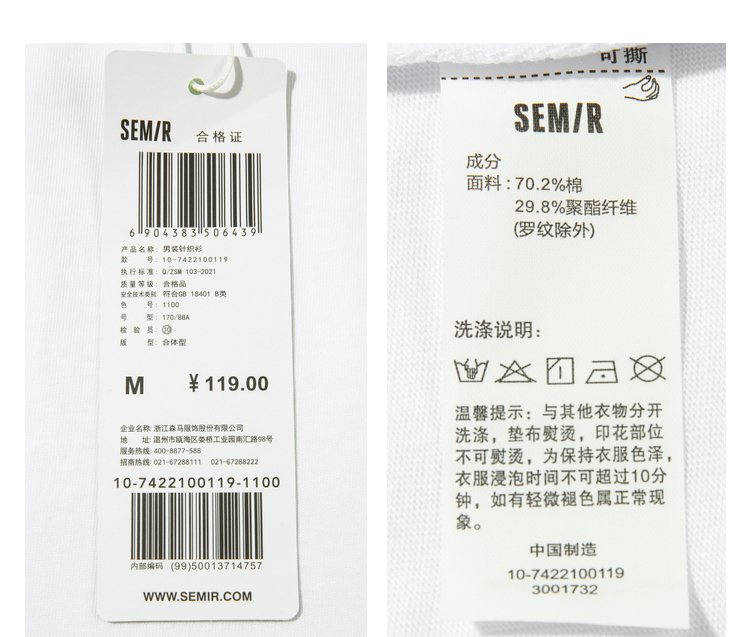 SEMIR 合格证
6 904383 506439
产品名称: 男装针织衫
款 号: 10-7422100119
执行标准: Q/ZSM 103-2021
质量等级: 合格品
安全技术类别: 符合GB 18401 B类
色 号: 1100
号 型: 170/88A
检 验 员: ⑩
版 型: 合体型
M ¥119.00
企业名称: 浙江森马服饰股份有限公司
地 址: 温州市瓯海区娄桥工业园南汇路98号
服务热线: 400-8877-588
招商热线: 021-67288111 021-67288222
10-7422100119-1100
内部编码 (99)50013714757
WWW.SEMIR.COM
可撕
SEMIR
成分
面料:70.2%棉
29.8%聚酯纤维
(罗纹除外)
洗涤说明:
温馨提示: 与其他衣物分开
洗涤, 垫布熨烫, 印花部位
不可熨烫, 为保持衣服色泽,
衣服浸泡时间不可超过10分
钟, 如有轻微褪色属正常现
象。
中国制造
10-7422100119
3001732